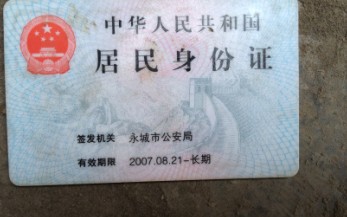 中华人民共和国
居民身份证
签发机关 永城市公安局
有效期限 2007.08.21-长期